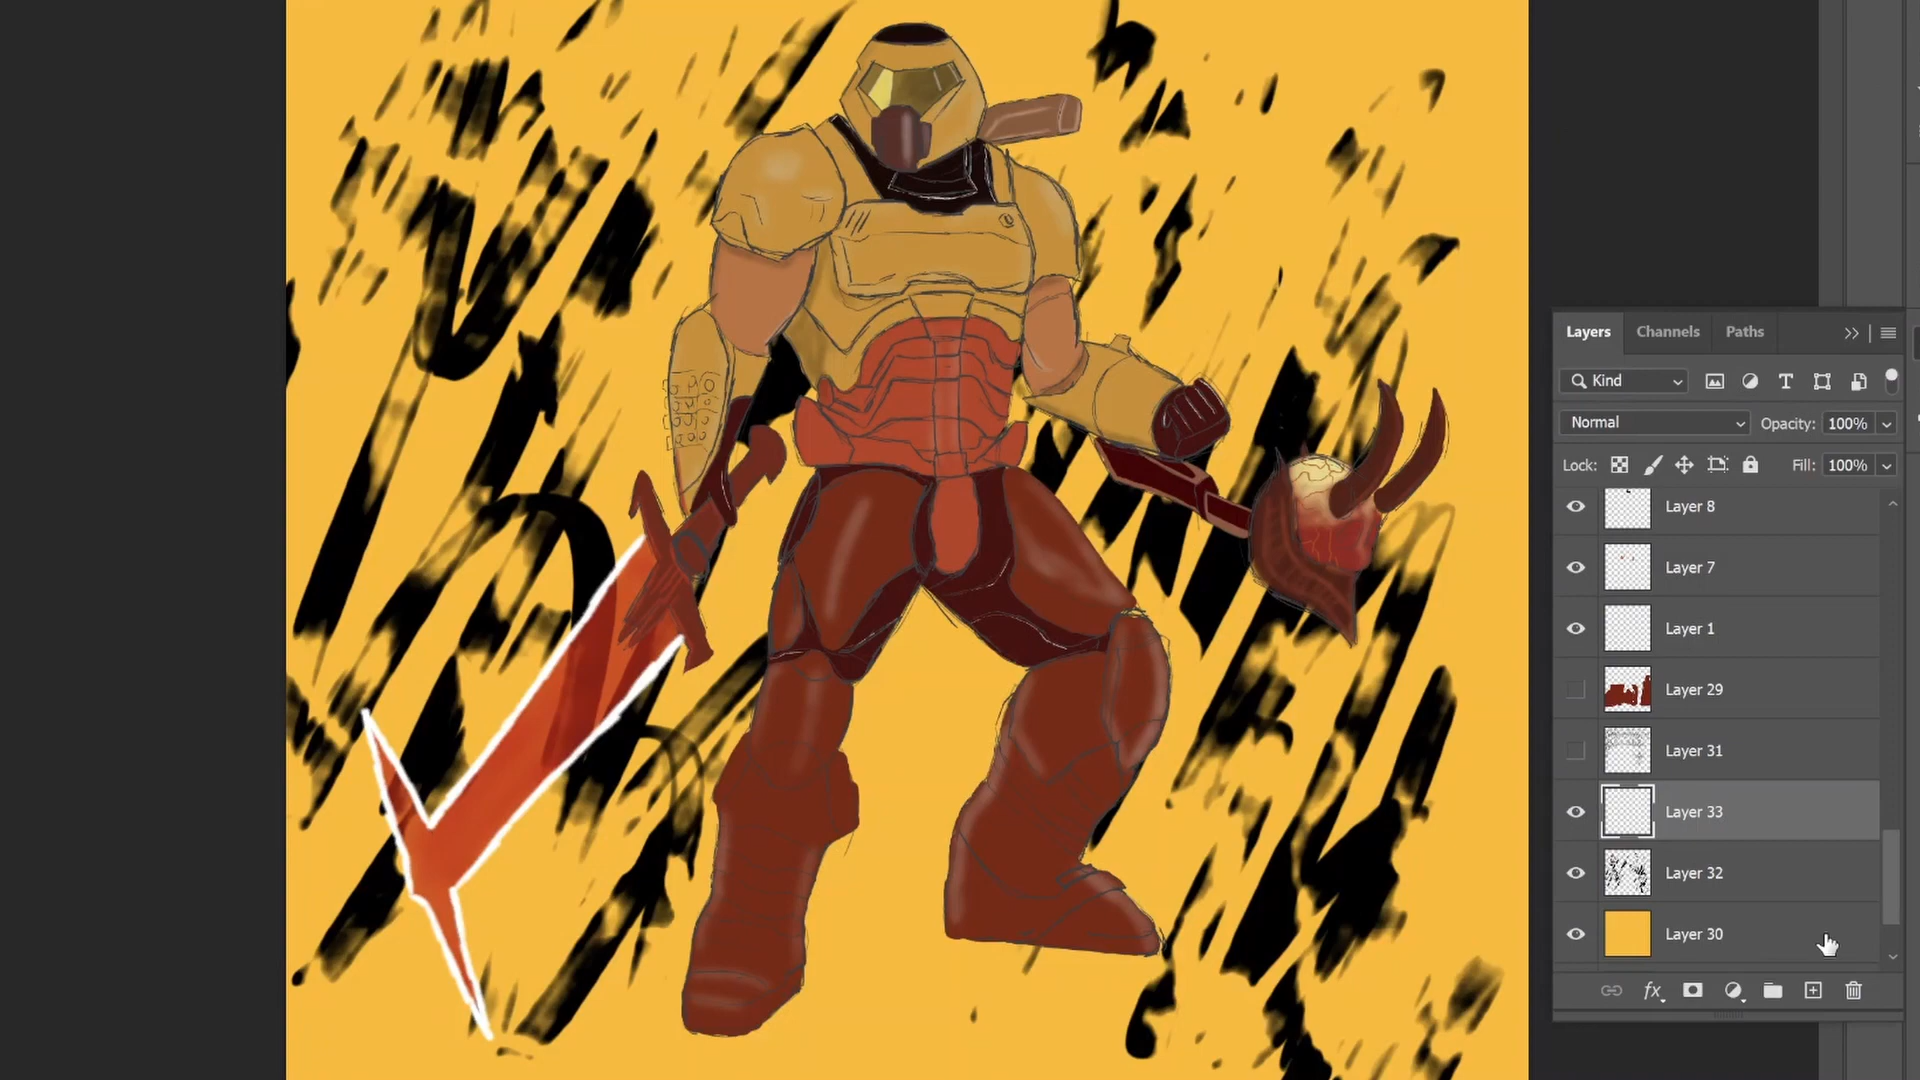 Layers Channels Paths
Kind
Normal Opacity: 100%
Lock: Fill: 100%
Layer 8
Layer 7
Layer 1
Layer 29
Layer 31
Layer 33
Layer 32
Layer 30
fx